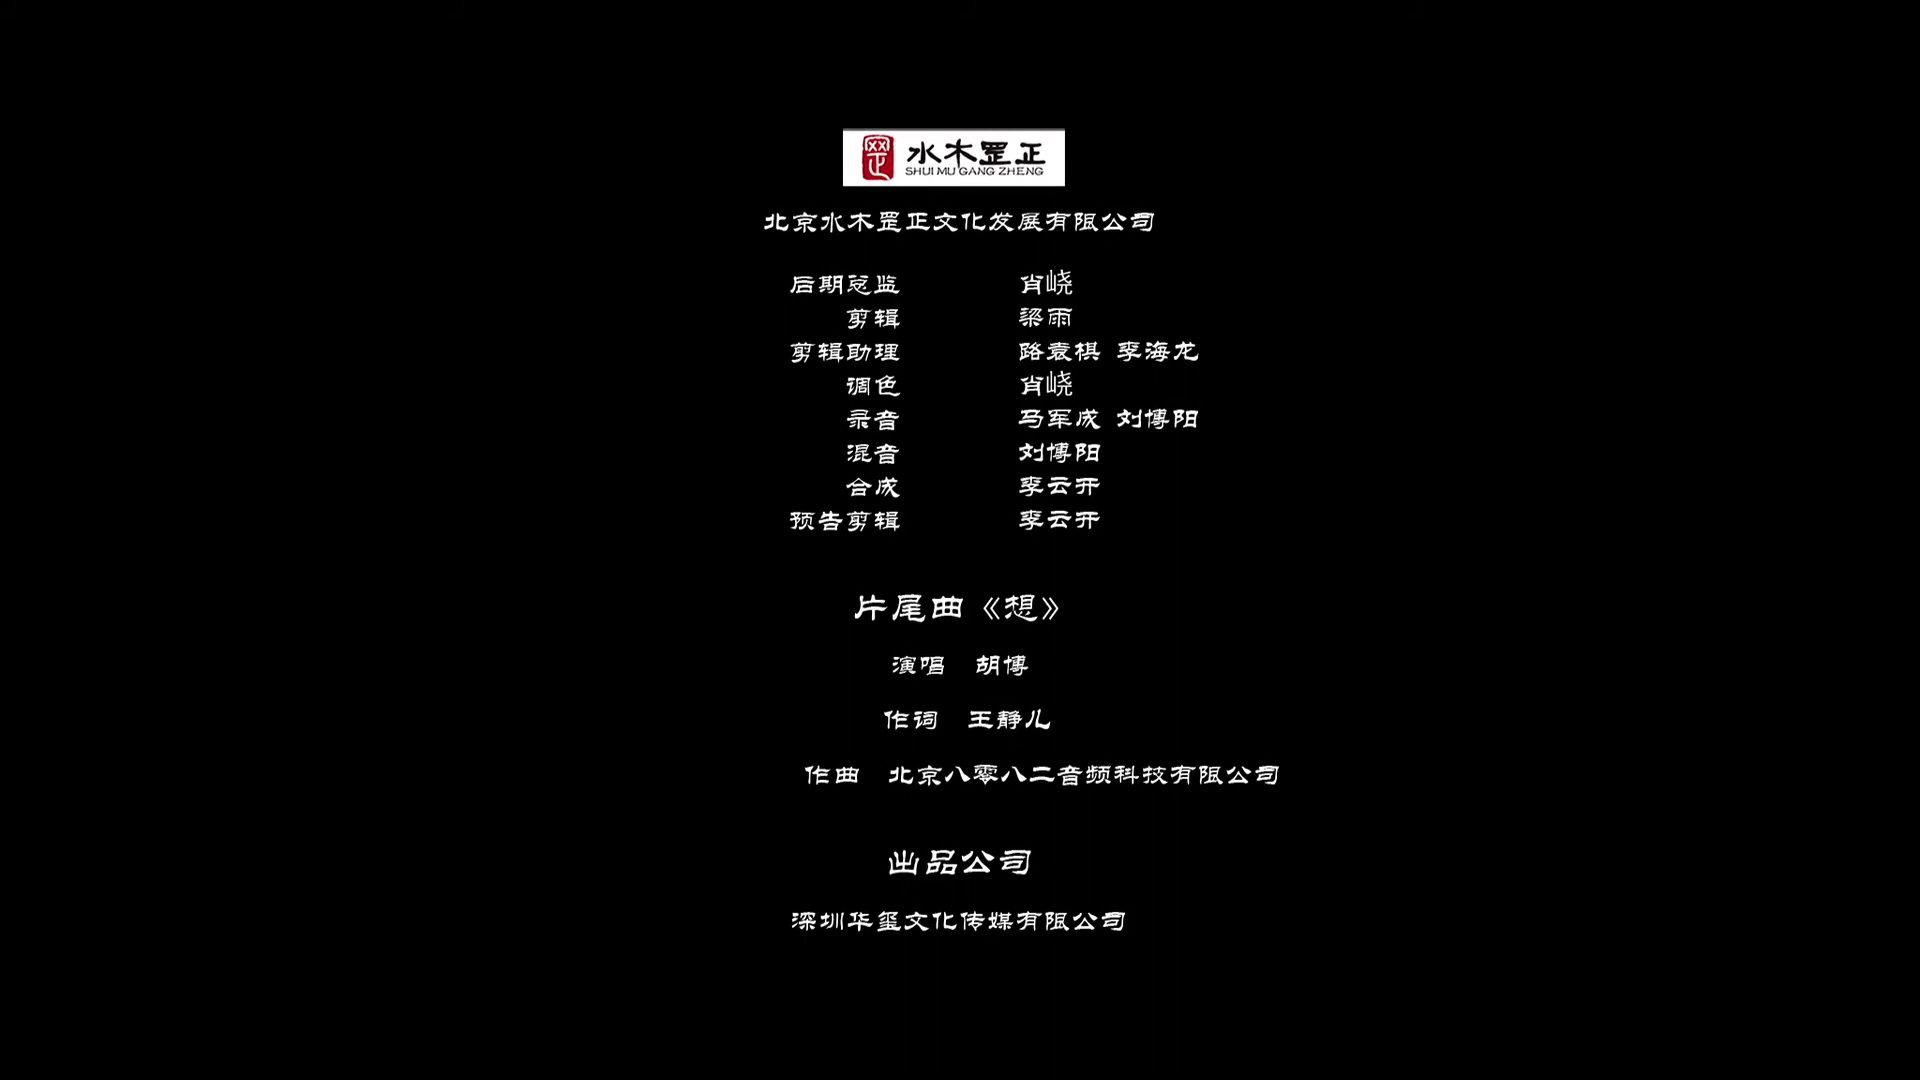 水木罡正
SHUI MU GANG ZHENG
北京水木罡正文化发展有限公司
后期总监 肖峣
剪辑 梁雨
剪辑助理 路袁祺 李海龙
调色 肖峣
录音 马军成 刘博阳
混音 刘博阳
合成 李云开
预告剪辑 李云开
片尾曲《想》
演唱 胡博
作词 王静儿
作曲 北京八零八二音频科技有限公司
出品公司
深圳华玺文化传媒有限公司